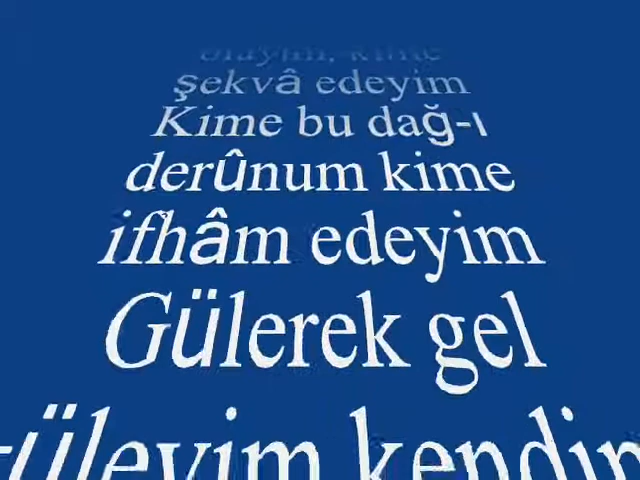 şekvâ edeyim
Kime bu dağ-ı
derûnum kime
ifhâm edeyim
Gülerek gel